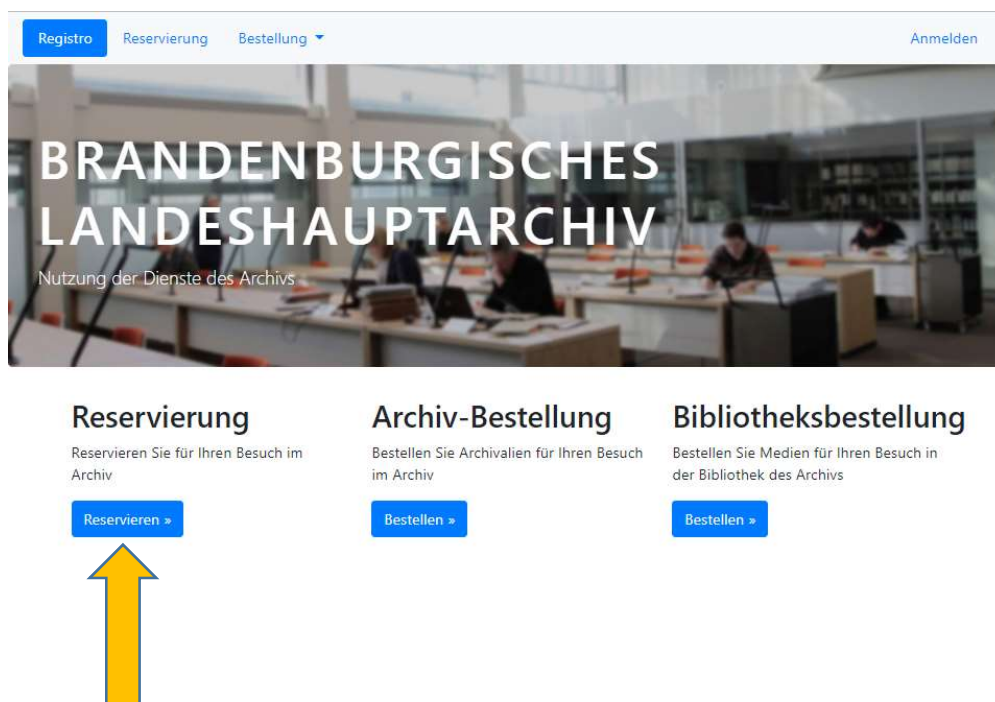 Registro Reservierung Bestellung Anmelden
BRANDENBURGISCHES
LANDESHAUPTARCHIV
Nutzung der Dienste des Archivs
Reservierung
Reservieren Sie für Ihren Besuch im
Archiv
Reservieren »
Archiv-Bestellung
Bestellen Sie Archivalien für Ihren Besuch
im Archiv
Bestellen »
Bibliotheksbestellung
Bestellen Sie Medien für Ihren Besuch in
der Bibliothek des Archivs
Bestellen »